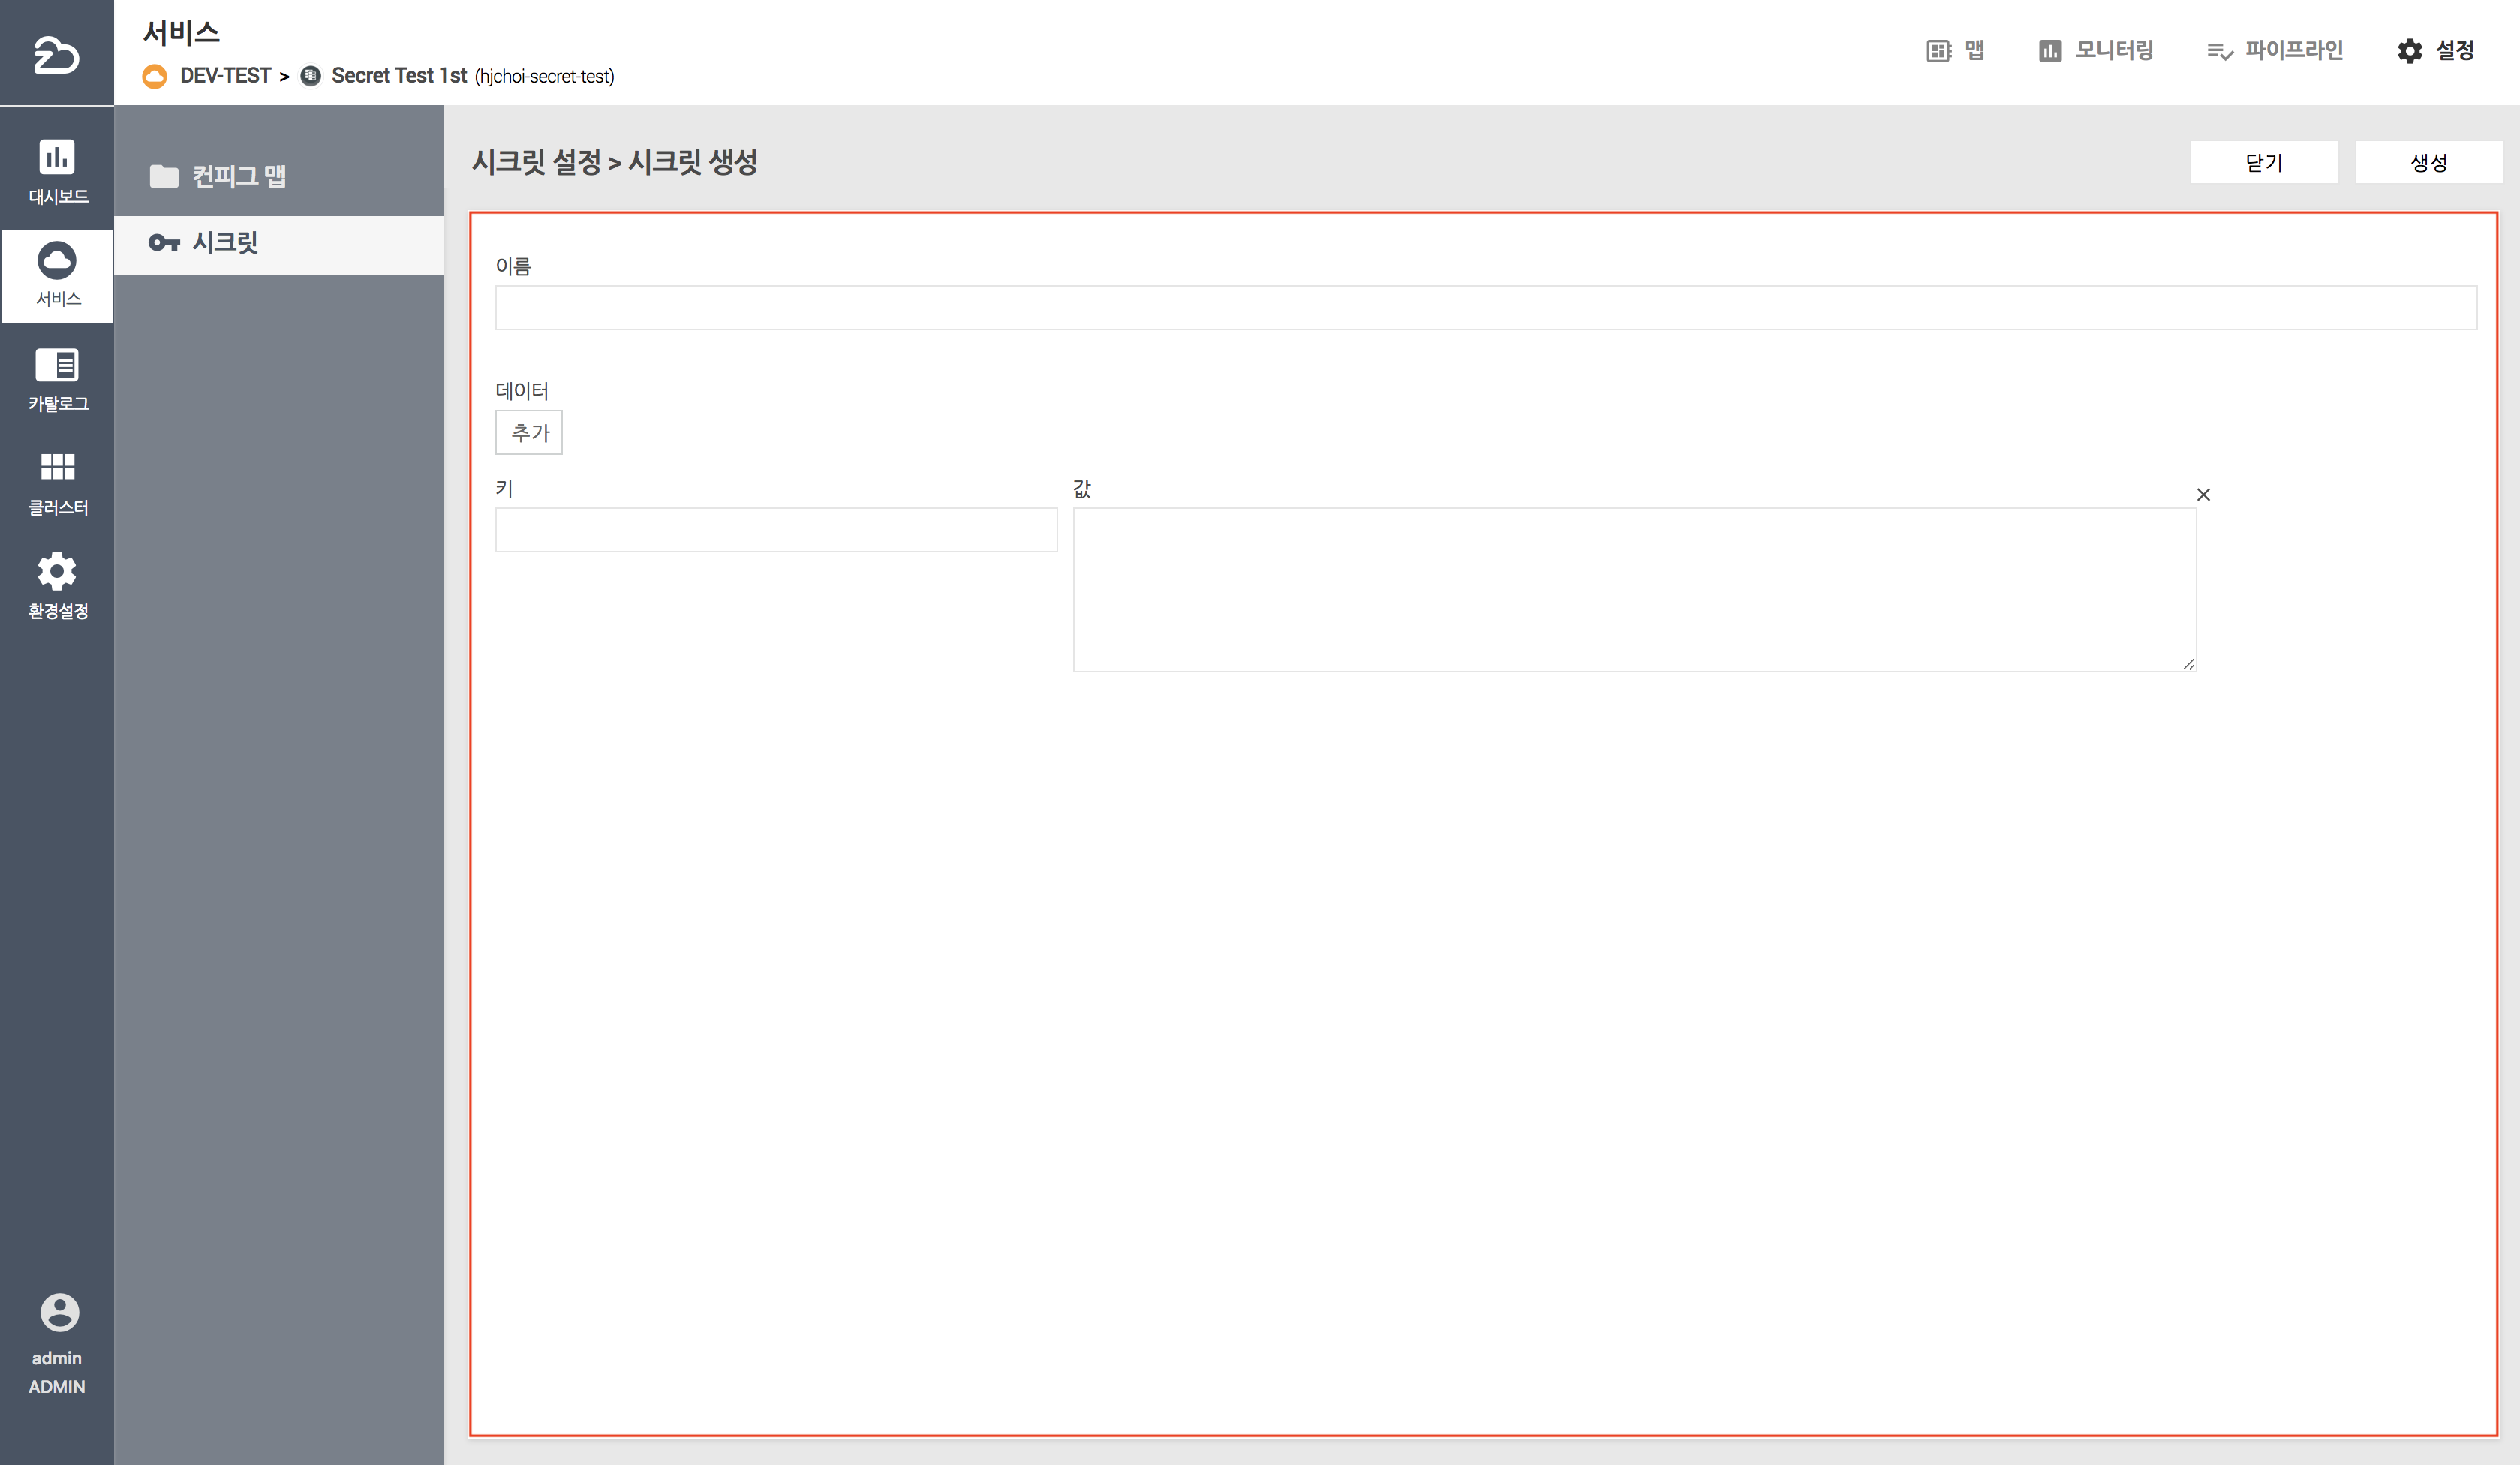 서비스
DEV-TEST > Secret Test 1st (hjchoi-secret-test)
맵
모니터링
파이프라인
설정
대시보드
서비스
카탈로그
클러스터
환경설정
admin
ADMIN
컨피그 맵
시크릿
시크릿 설정 > 시크릿 생성
닫기
생성
이름
데이터
추가
키
값